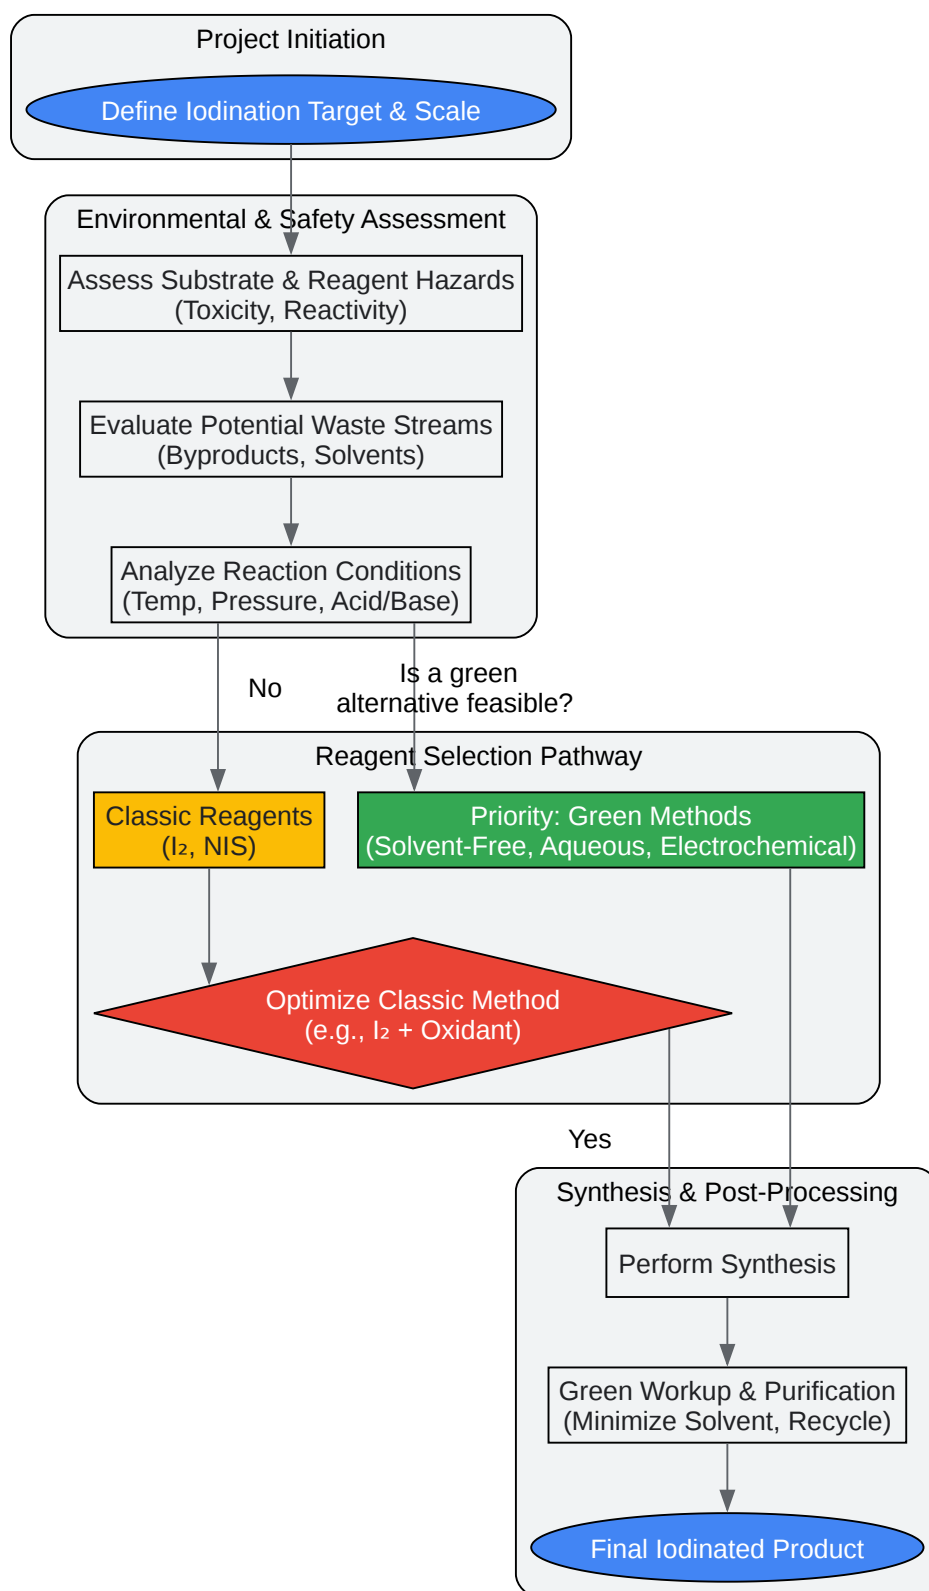 Project Initiation
Define Iodination Target & Scale
Environmental & Safety Assessment
Assess Substrate & Reagent Hazards
(Toxicity, Reactivity)
Evaluate Potential Waste Streams
(Byproducts, Solvents)
Analyze Reaction Conditions
(Temp, Pressure, Acid/Base)
No
Is a green
alternative feasible?
Reagent Selection Pathway
Classic Reagents
(I₂, NIS)
Priority: Green Methods
(Solvent-Free, Aqueous, Electrochemical)
Optimize Classic Method
(e.g., I₂ + Oxidant)
Yes
Synthesis & Post-Processing
Perform Synthesis
Green Workup & Purification
(Minimize Solvent, Recycle)
Final Iodinated Product